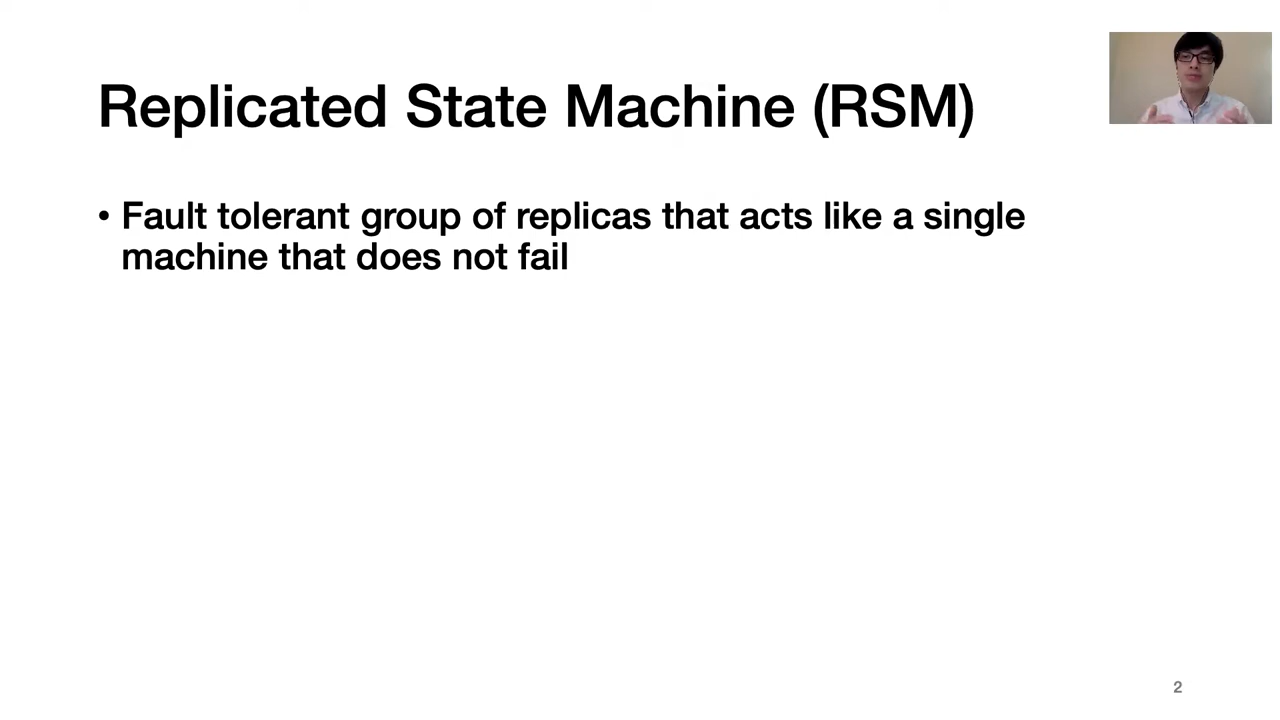 Replicated State Machine (RSM)
• Fault tolerant group of replicas that acts like a single
machine that does not fail
2